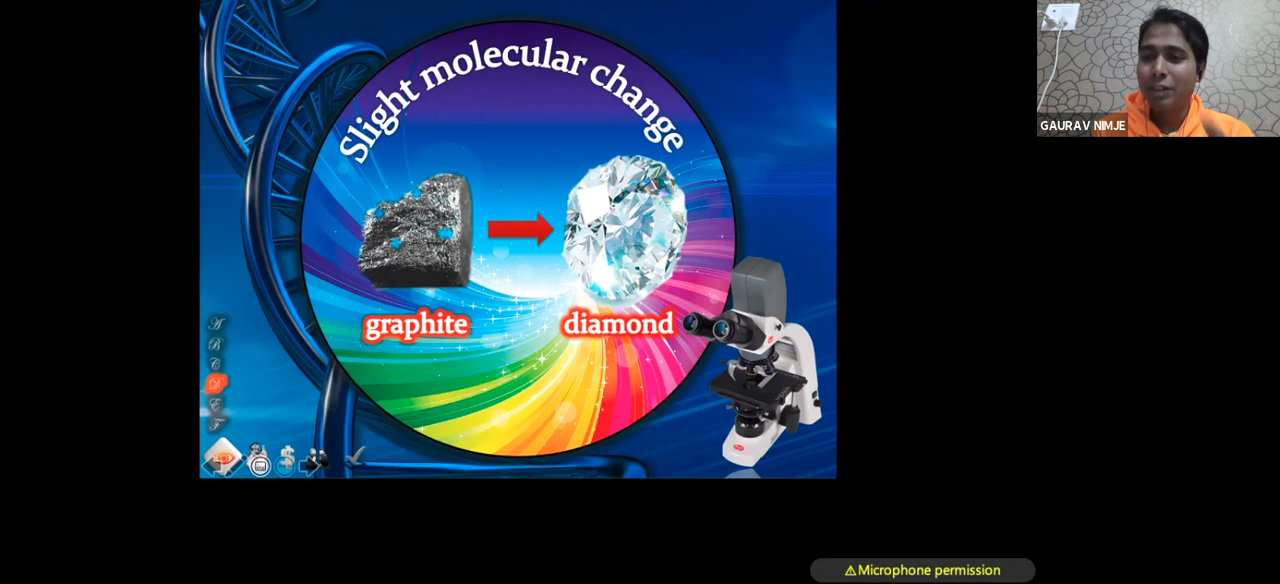 Slight molecular change
GAURAV NIMJE
graphite
diamond
A
B
C
D
E
F
⚠Microphone permission